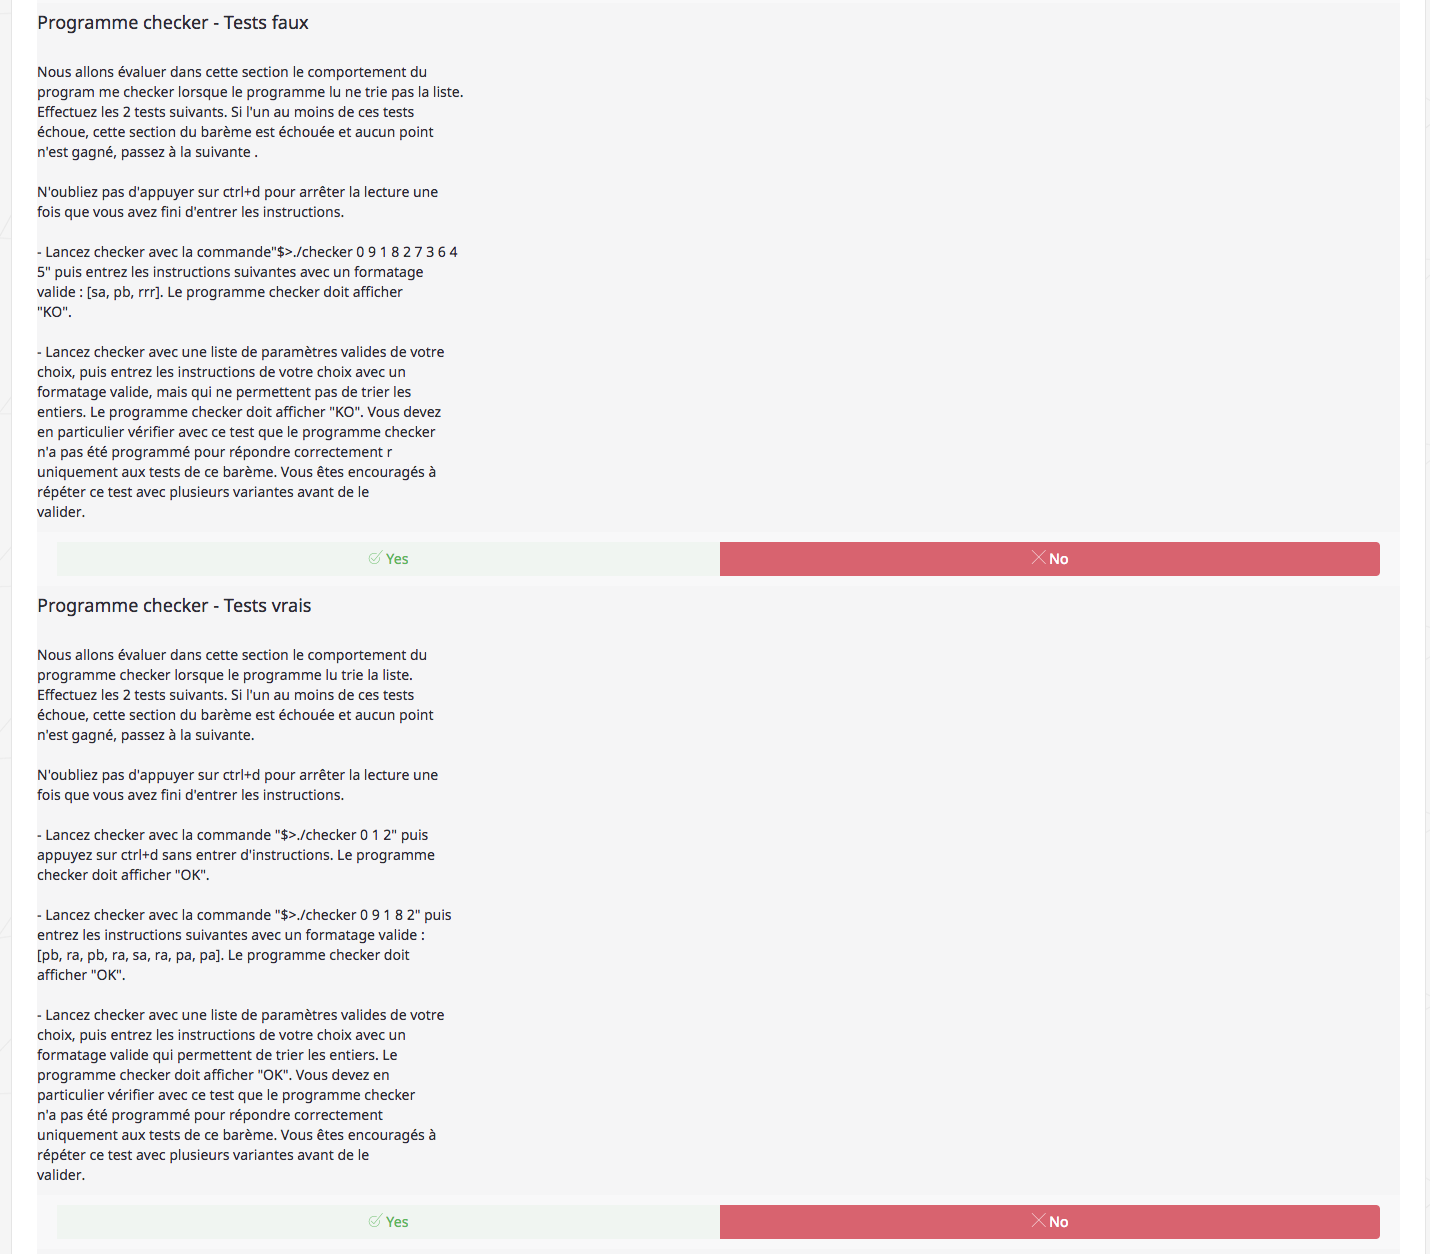 Programme checker - Tests faux
Nous allons évaluer dans cette section le comportement du
program me checker lorsque le programme lu ne trie pas la liste.
Effectuez les 2 tests suivants. Si l'un au moins de ces tests
échoue, cette section du barème est échouée et aucun point
n'est gagné, passez à la suivante .
N'oubliez pas d'appuyer sur ctrl+d pour arrêter la lecture une
fois que vous avez fini d'entrer les instructions.
- Lancez checker avec la commande"$>./checker 0 9 1 8 2 7 3 6 4
5" puis entrez les instructions suivantes avec un formatage
valide : [sa, pb, rrr]. Le programme checker doit afficher
"KO".
- Lancez checker avec une liste de paramètres valides de votre
choix, puis entrez les instructions de votre choix avec un
formatage valide, mais qui ne permettent pas de trier les
entiers. Le programme checker doit afficher "KO". Vous devez
en particulier vérifier avec ce test que le programme checker
n'a pas été programmé pour répondre correctement r
uniquement aux tests de ce barème. Vous êtes encouragés à
répéter ce test avec plusieurs variantes avant de le
valider.
Yes
No
Programme checker - Tests vrais
Nous allons évaluer dans cette section le comportement du
programme checker lorsque le programme lu trie la liste.
Effectuez les 2 tests suivants. Si l'un au moins de ces tests
échoue, cette section du barème est échouée et aucun point
n'est gagné, passez à la suivante.
N'oubliez pas d'appuyer sur ctrl+d pour arrêter la lecture une
fois que vous avez fini d'entrer les instructions.
- Lancez checker avec la commande "$>./checker 0 1 2" puis
appuyez sur ctrl+d sans entrer d'instructions. Le programme
checker doit afficher "OK".
- Lancez checker avec la commande "$>./checker 0 9 1 8 2" puis
entrez les instructions suivantes avec un formatage valide :
[pb, ra, pb, ra, sa, ra, pa, pa]. Le programme checker doit
afficher "OK".
- Lancez checker avec une liste de paramètres valides de votre
choix, puis entrez les instructions de votre choix avec un
formatage valide qui permettent de trier les entiers. Le
programme checker doit afficher "OK". Vous devez en
particulier vérifier avec ce test que le programme checker
n'a pas été programmé pour répondre correctement
uniquement aux tests de ce barème. Vous êtes encouragés à
répéter ce test avec plusieurs variantes avant de le
valider.
Yes
No